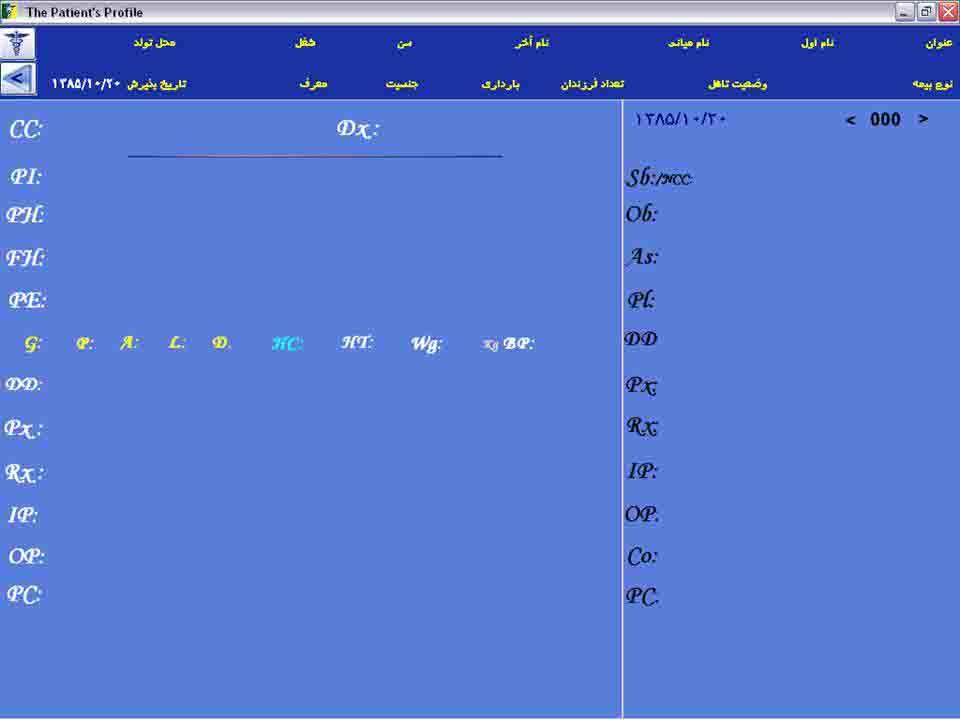 The Patient's Profile
عنوان نام اول نام میانه نام آخر سن شغل محل تولد
نوع بیمه وضعیت تاهل تعداد فرزندان بارداری جنسیت معرف تاریخ پذیرش ۱۳۸۵/۱۰/۲۰
CC: Dx:
PI:
PH:
FH:
PE:
G: P: A: L: D: HC: HT: Wg: Kg BP:
DD:
Px:
Rx:
IP:
OP:
PC:
۱۳۸۵/۱۰/۲۰ < 000 >
Sb:/NCC:
Ob:
As:
Pl:
DD
Px:
Rx:
IP:
OP:
Co:
PC: